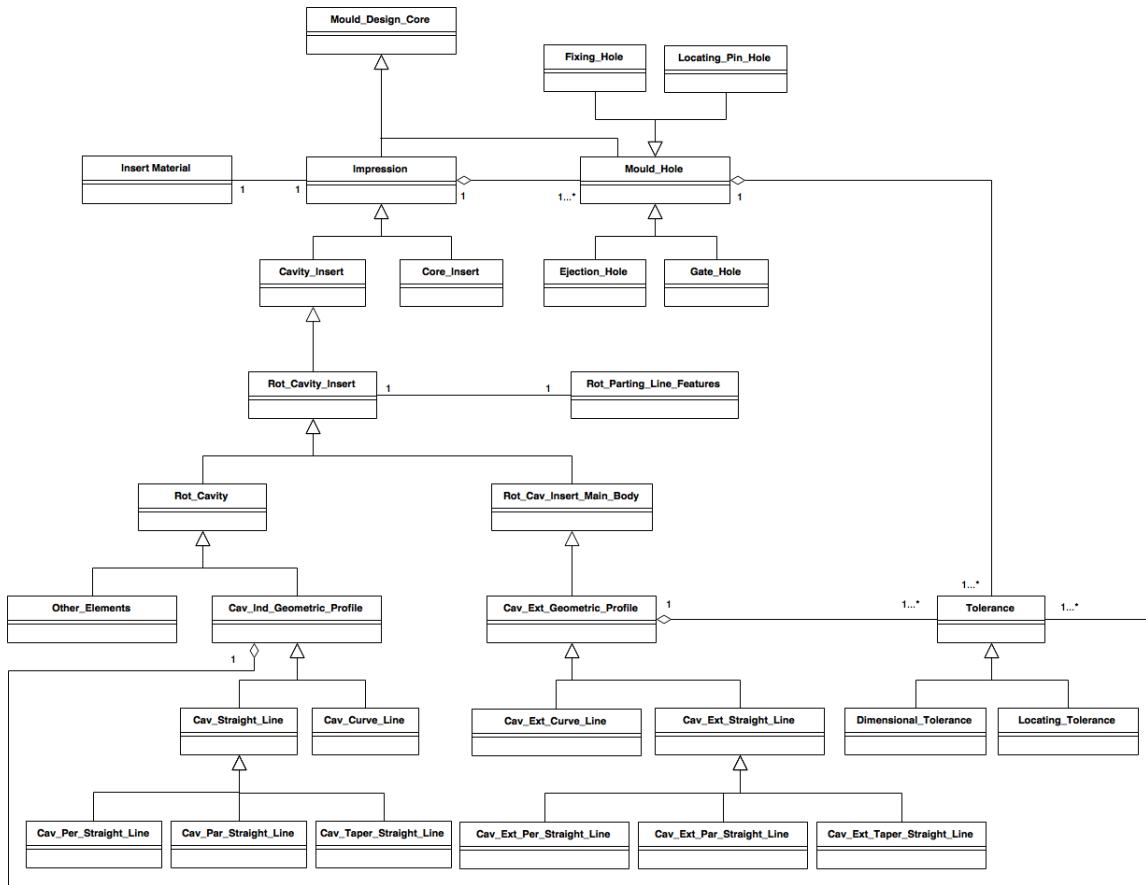 Mould_Design_Core
Fixing_Hole
Locating_Pin_Hole
Insert Material
Impression
Mould_Hole
1
1
1
1...*
1
Cavity_Insert
Core_Insert
Ejection_Hole
Gate_Hole
Rot_Cavity_Insert
1
1
Rot_Parting_Line_Features
Rot_Cavity
Rot_Cav_Insert_Main_Body
1...*
Other_Elements
Cav_Ind_Geometric_Profile
Cav_Ext_Geometric_Profile
1
1...*
Tolerance
1...*
1
Cav_Straight_Line
Cav_Curve_Line
Cav_Ext_Curve_Line
Cav_Ext_Straight_Line
Dimensional_Tolerance
Locating_Tolerance
Cav_Per_Straight_Line
Cav_Par_Straight_Line
Cav_Taper_Straight_Line
Cav_Ext_Per_Straight_Line
Cav_Ext_Par_Straight_Line
Cav_Ext_Taper_Straight_Line